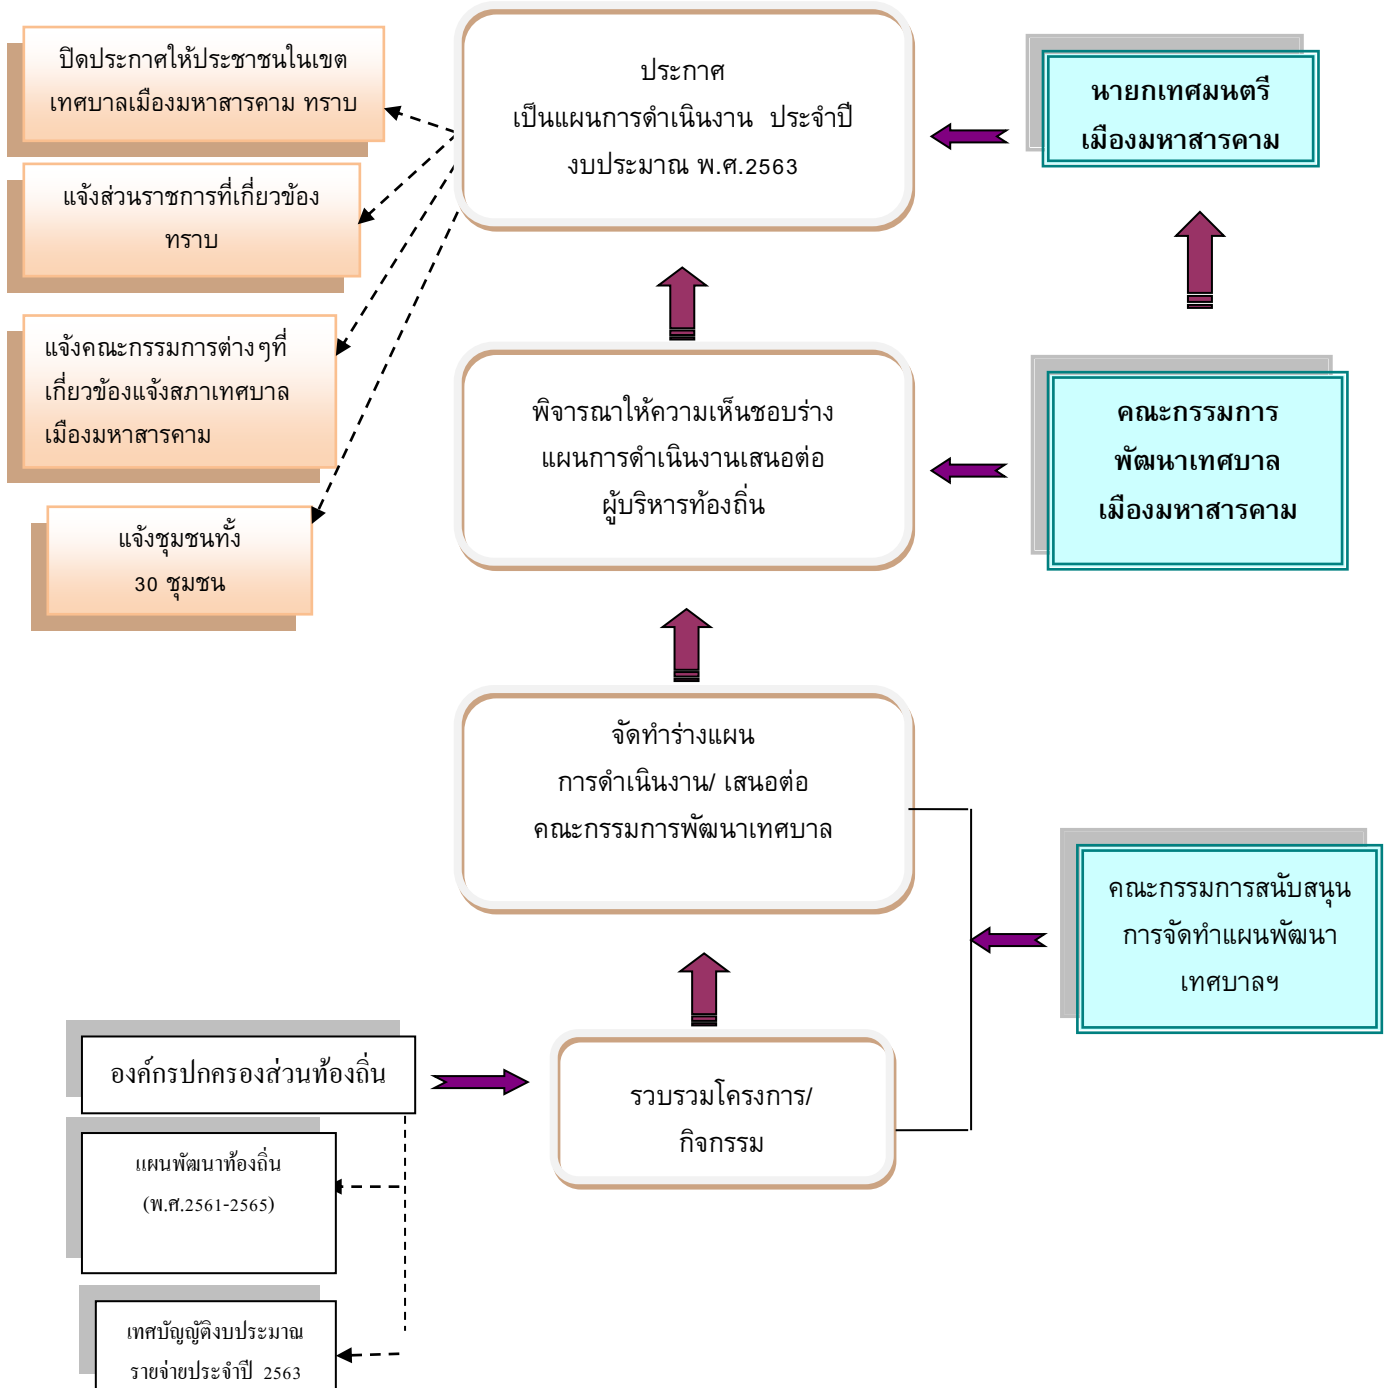 ปิดประกาศให้ประชาชนในเขต
เทศบาลเมืองมหาสารคาม ทราบ
แจ้งส่วนราชการที่เกี่ยวข้อง
ทราบ
แจ้งคณะกรรมการต่างๆที่
เกี่ยวข้องแจ้งสภาเทศบาล
เมืองมหาสารคาม
แจ้งชุมชนทั้ง
30 ชุมชน
ประกาศ
เป็นแผนการดำเนินงาน ประจำปี
งบประมาณ พ.ศ.2563
นายกเทศมนตรี
เมืองมหาสารคาม
พิจารณาให้ความเห็นชอบร่าง
แผนการดำเนินงานเสนอต่อ
ผู้บริหารท้องถิ่น
คณะกรรมการ
พัฒนาเทศบาล
เมืองมหาสารคาม
จัดทำร่างแผน
การดำเนินงาน/ เสนอต่อ
คณะกรรมการพัฒนาเทศบาล
คณะกรรมการสนับสนุน
การจัดทำแผนพัฒนา
เทศบาลฯ
องค์กรปกครองส่วนท้องถิ่น
รวบรวมโครงการ/
กิจกรรม
แผนพัฒนาท้องถิ่น
(พ.ศ.2561-2565)
เทศบัญญัติงบประมาณ
รายจ่ายประจำปี 2563